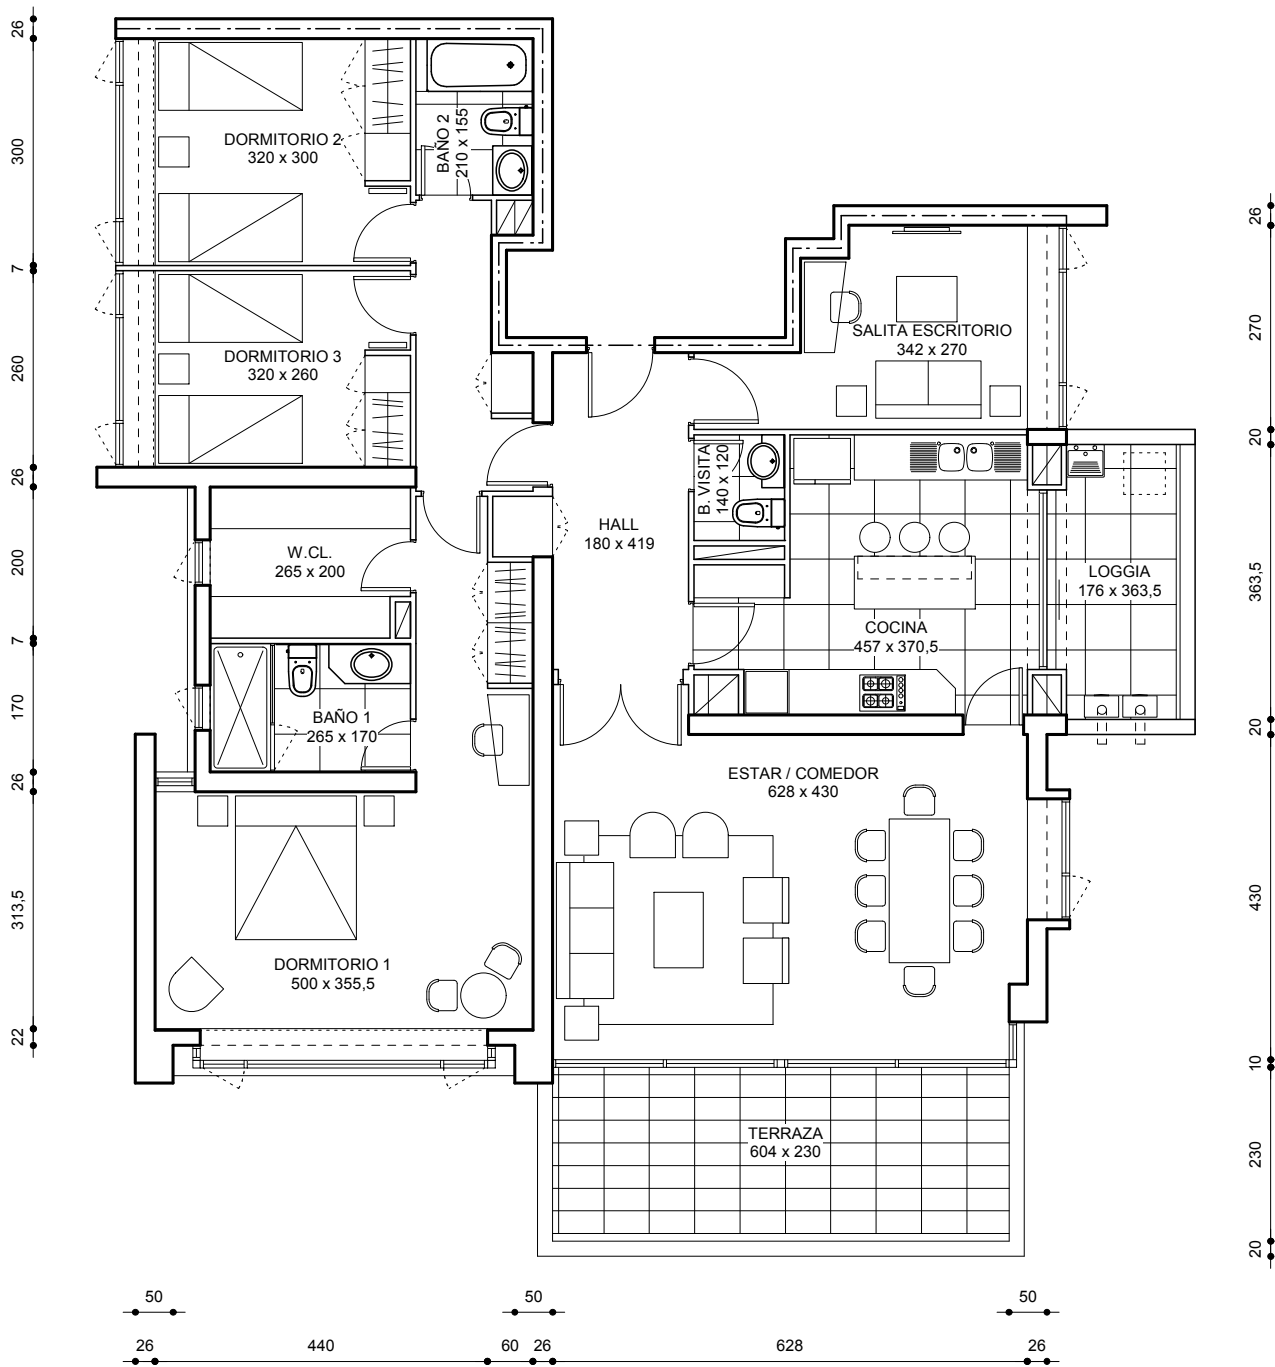 DORMITORIO 2
320 x 300
BAÑO 2
210 x 155
DORMITORIO 3
320 x 260
SALITA ESCRITORIO
342 x 270
B. VISITA
140 x 120
HALL
180 x 419
W.CL.
265 x 200
LOGGIA
176 x 363,5
COCINA
457 x 370,5
BAÑO 1
265 x 170
ESTAR / COMEDOR
628 x 430
DORMITORIO 1
500 x 355,5
TERRAZA
604 x 230
26
300
7
260
26
200
7
170
26
313,5
22
26
270
20
363,5
20
430
10
230
20
50
50
50
26
440
60
26
628
26